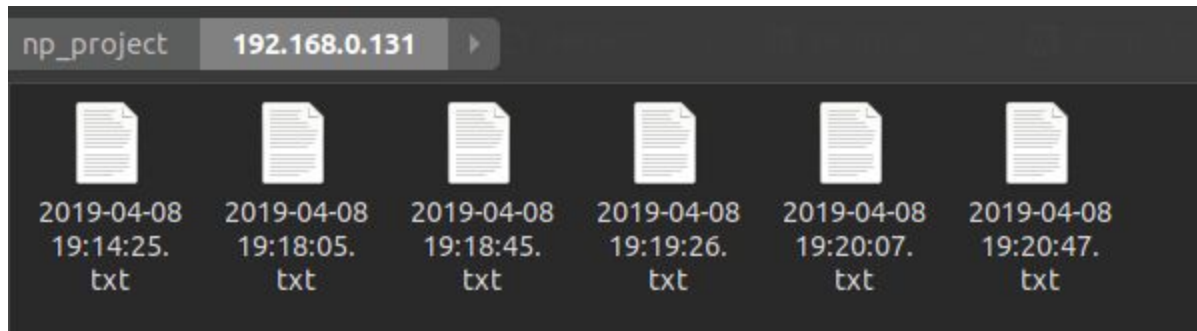 np_project 192.168.0.131
2019-04-08 2019-04-08 2019-04-08 2019-04-08 2019-04-08 2019-04-08
19:14:25. 19:18:05. 19:18:45. 19:19:26. 19:20:07. 19:20:47.
txt txt txt txt txt txt